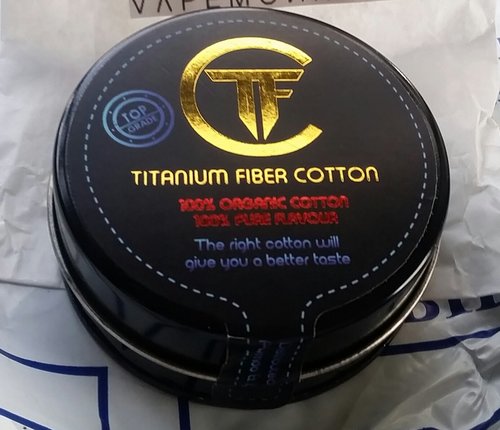 TOP
GRADE
CTF
TITANIUM FIBER COTTON
100% ORGANIC COTTON
100% PURE FLAVOUR
The right cotton will
give you a better taste